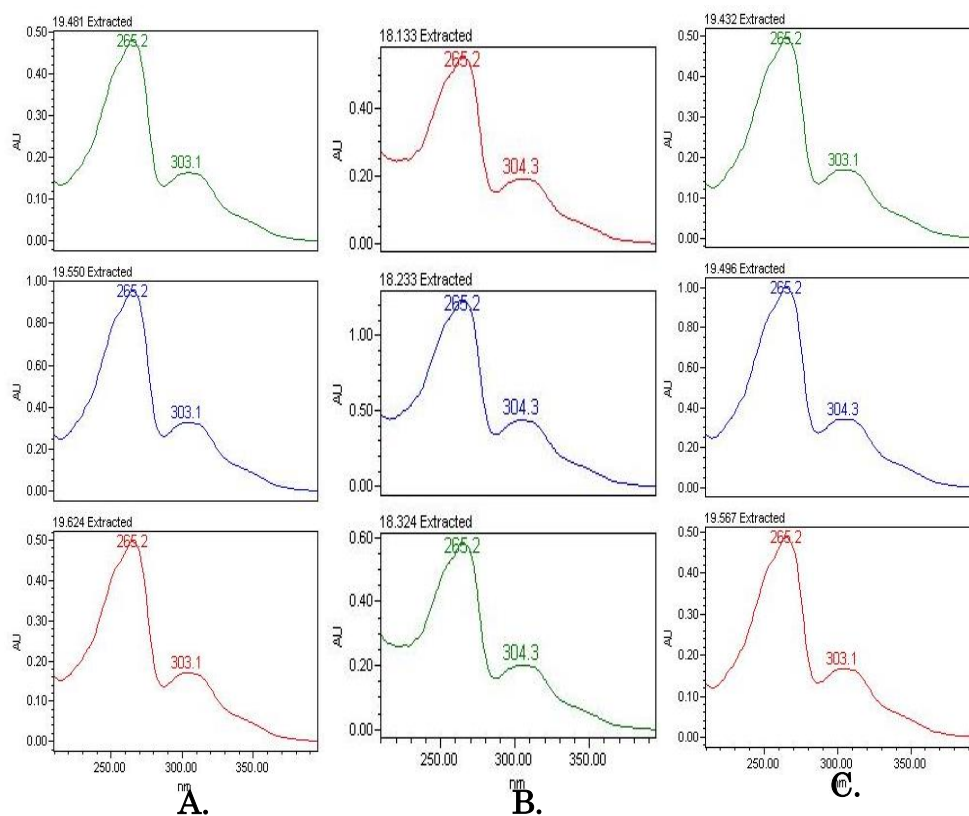 19.481 Extracted
0.50
265.2
0.40
0.30
AU
0.20
303.1
0.10
0.00
19.550 Extracted
1.00
265.2
0.80
0.60
AU
0.40
303.1
0.20
0.00
19.624 Extracted
0.50
265.2
0.40
0.30
AU
0.20
303.1
0.10
0.00
250.00 300.00 350.00
nm
A.
18.133 Extracted
265.2
0.40
AU
0.20
304.3
0.00
18.233 Extracted
265.2
1.00
AU
0.50
304.3
0.00
18.324 Extracted
0.60
265.2
0.40
AU
0.20
304.3
0.00
250.00 300.00 350.00
nm
B.
19.432 Extracted
0.50
265.2
0.40
0.30
AU
0.20
303.1
0.10
0.00
19.496 Extracted
1.00
265.2
0.80
0.60
AU
0.40
304.3
0.20
0.00
19.567 Extracted
0.50
265.2
0.40
0.30
AU
0.20
303.1
0.10
0.00
250.00 300.00 350.00
nm
C.